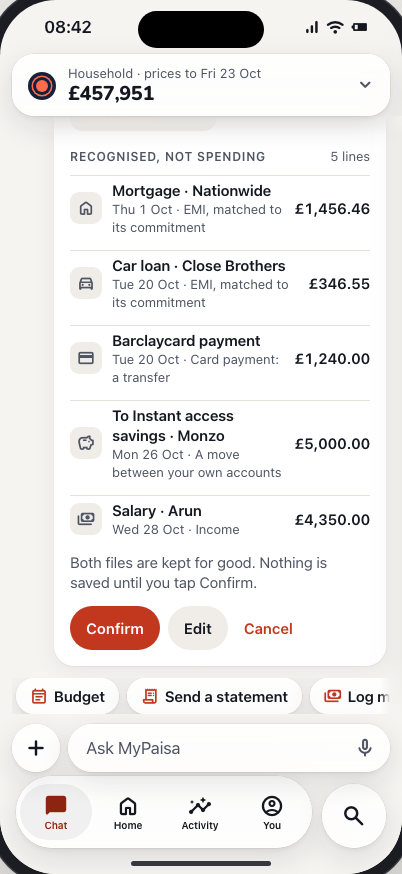 08:42
Household · prices to Fri 23 Oct
£457,951
RECOGNISED, NOT SPENDING
5 lines
Mortgage · Nationwide
Thu 1 Oct · EMI, matched to
its commitment
£1,456.46
Car loan · Close Brothers
Tue 20 Oct · EMI, matched to
its commitment
£346.55
Barclaycard payment
Tue 20 Oct · Card payment:
a transfer
£1,240.00
To Instant access
savings · Monzo
Mon 26 Oct · A move
between your own accounts
£5,000.00
Salary · Arun
Wed 28 Oct · Income
£4,350.00
Both files are kept for good. Nothing is
saved until you tap Confirm.
Confirm
Edit
Cancel
Budget
Send a statement
Log m
Ask MyPaisa
Chat
Home
Activity
You